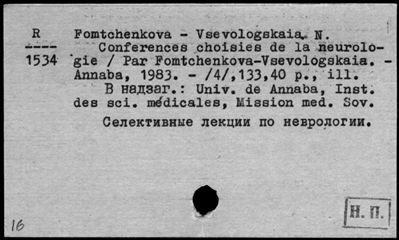 R Fomtchenkova - Vsevologskaia, N.
---- Conferences choisies de la neurolo-
1534 gie / Par Fomtchenkova-Vsevologskaia. -
Annaba, 1983. - /4/,133,40 p., ill.
В надзаг.: Univ. de Annaba, Inst.
des sci. médicales, Mission med. Sov.
Селективные лекции по неврологии.
Н. П.
16